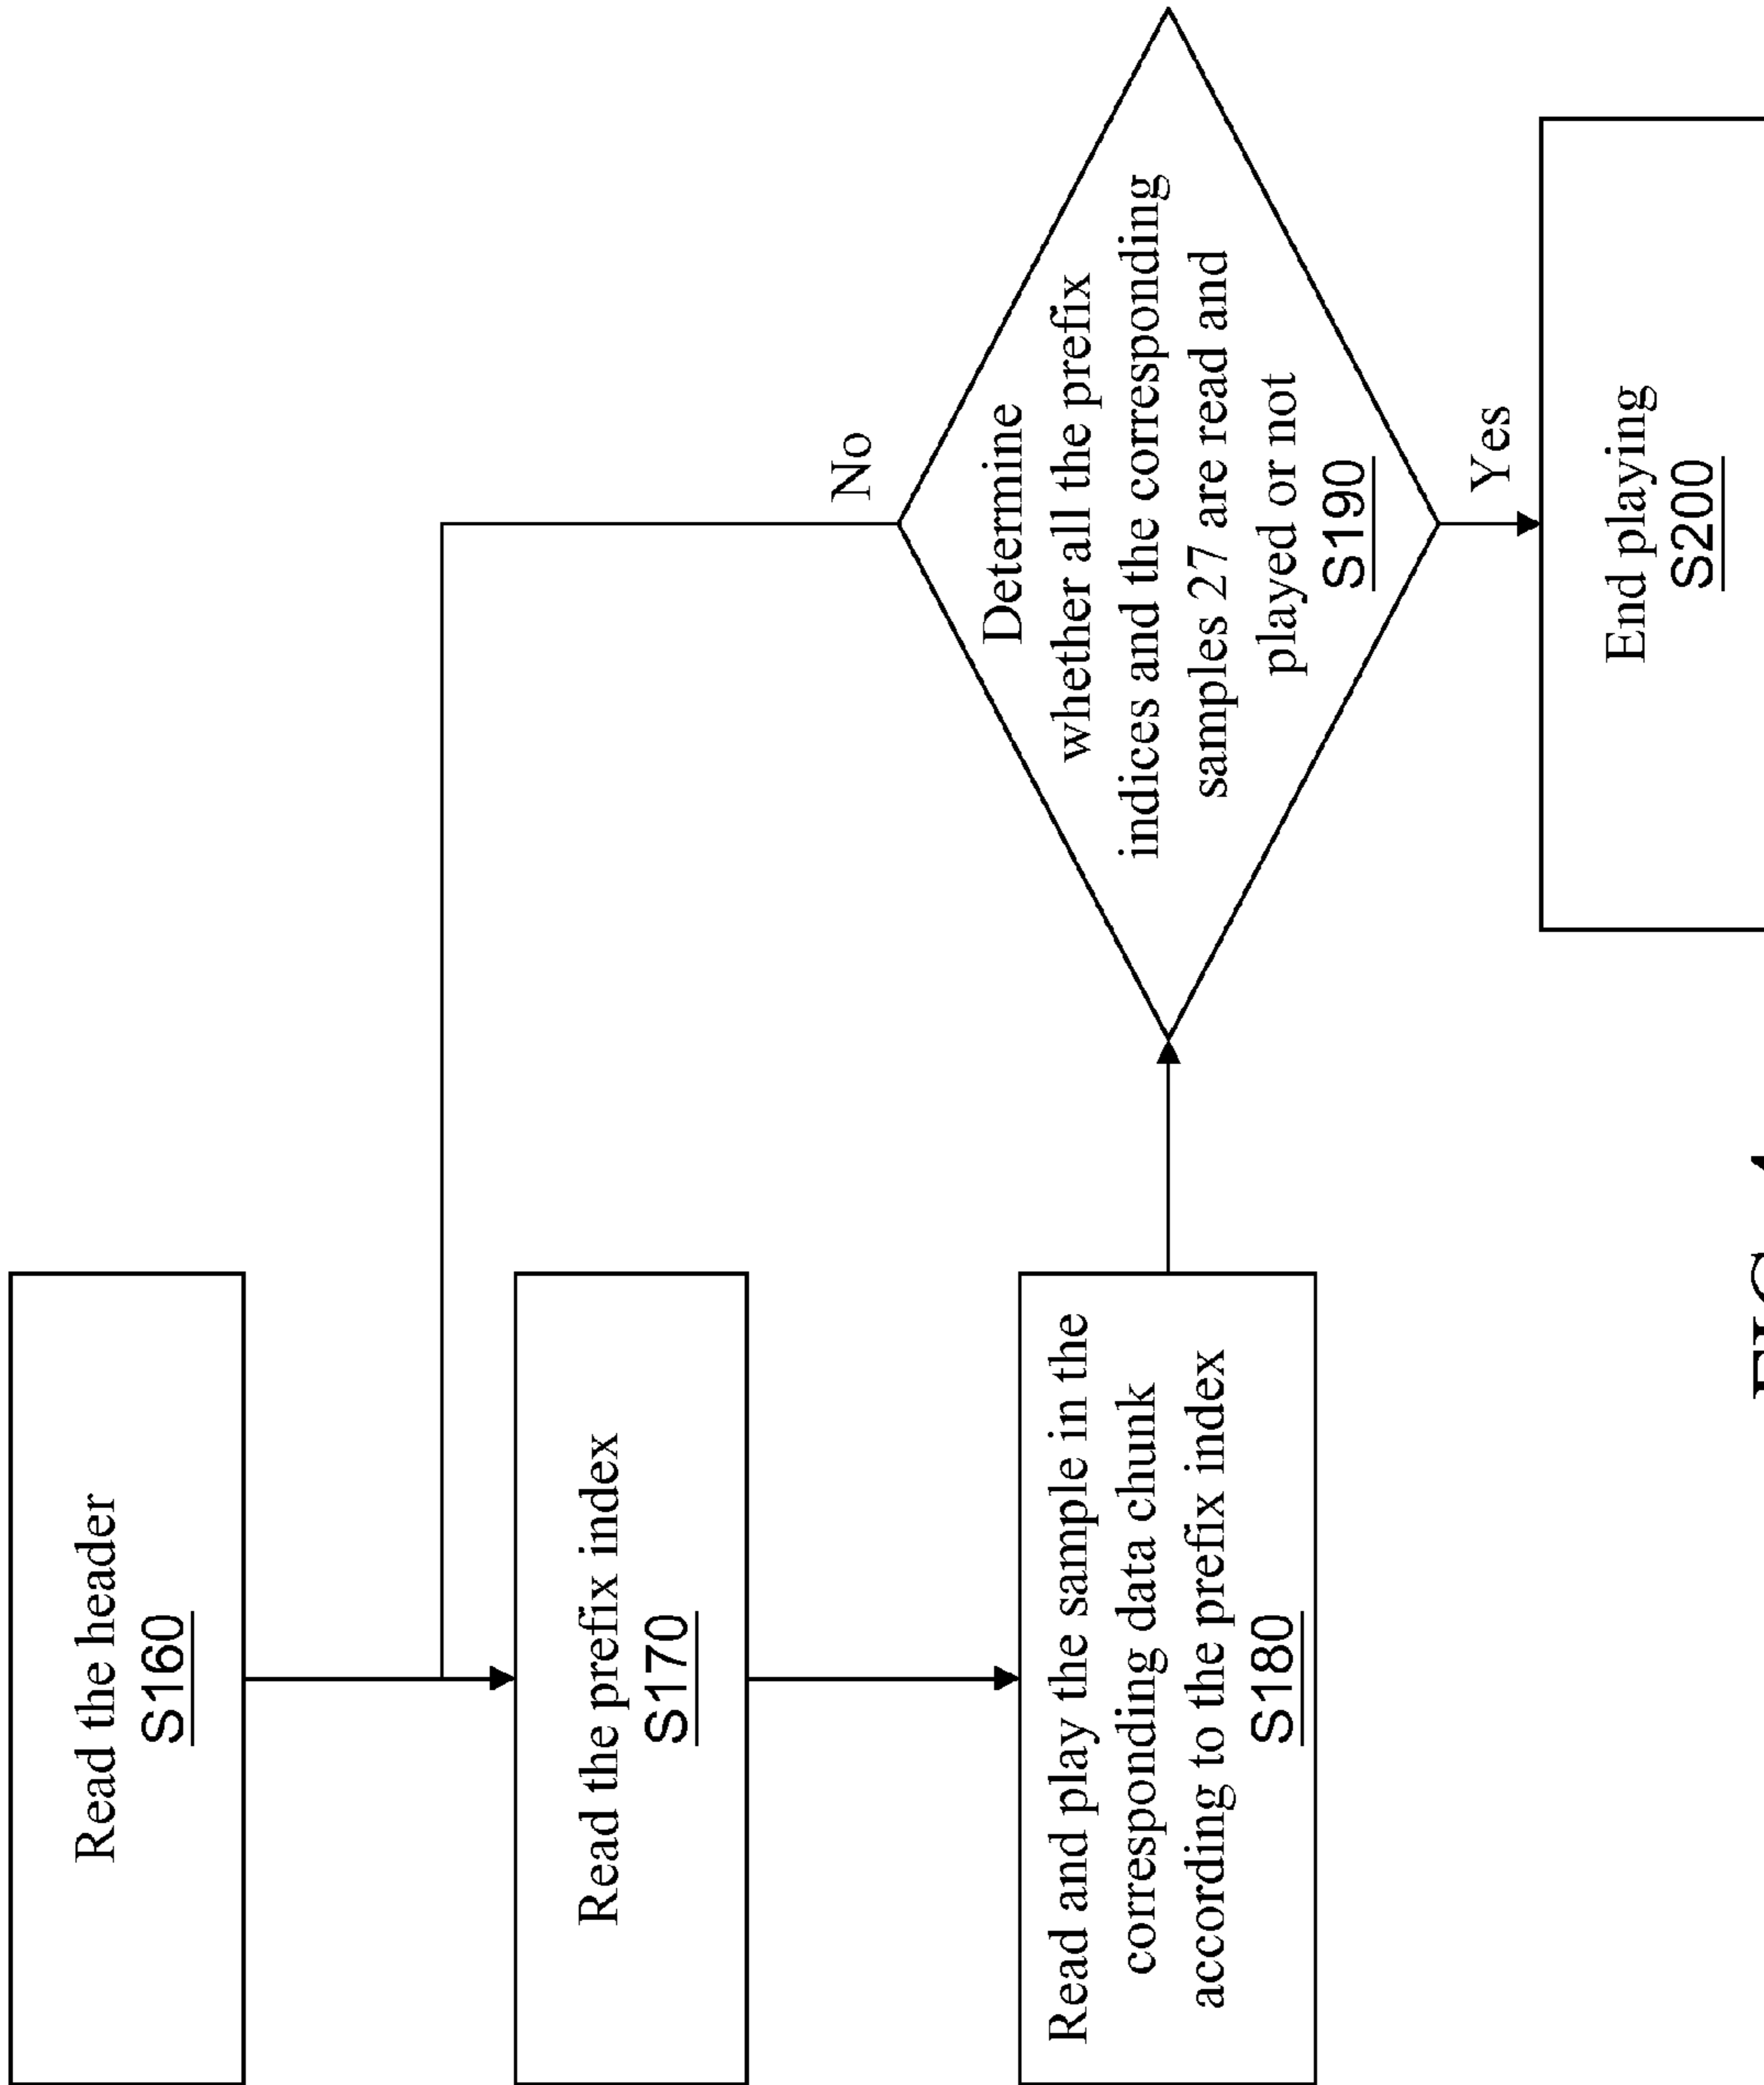 Read the header
S160
Read the prefix index
S170
Read and play the sample in the
corresponding data chunk
according to the prefix index
S180
No
Determine
whether all the prefix
indices and the corresponding
samples 27 are read and
played or not
S190
Yes
End playing
S200